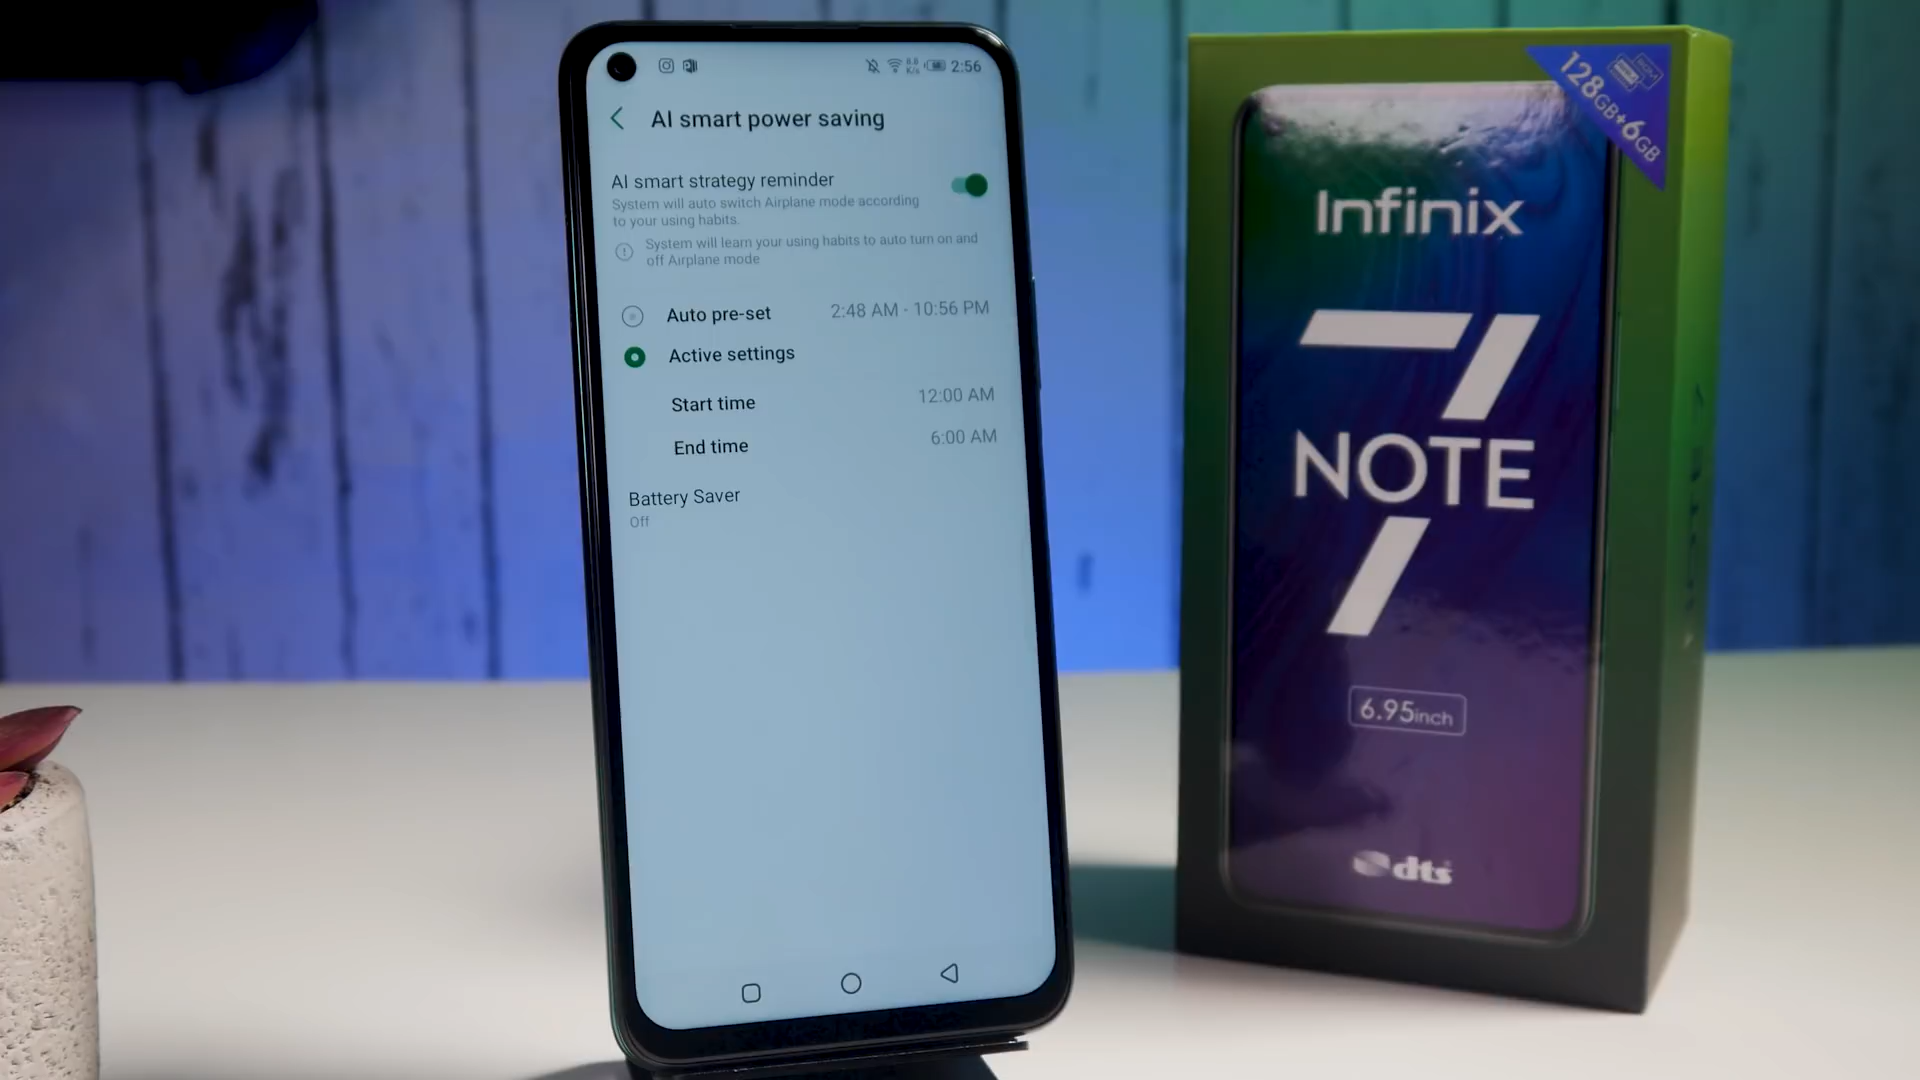 2:56
AI smart power saving
AI smart strategy reminder
System will auto switch Airplane mode according
to your using habits.
System will learn your using habits to auto turn on and
off Airplane mode
Auto pre-set 2:48 AM - 10:56 PM
Active settings
Start time 12:00 AM
End time 6:00 AM
Battery Saver
Off
128GB+6GB
Infinix
7
NOTE
6.95inch
dts